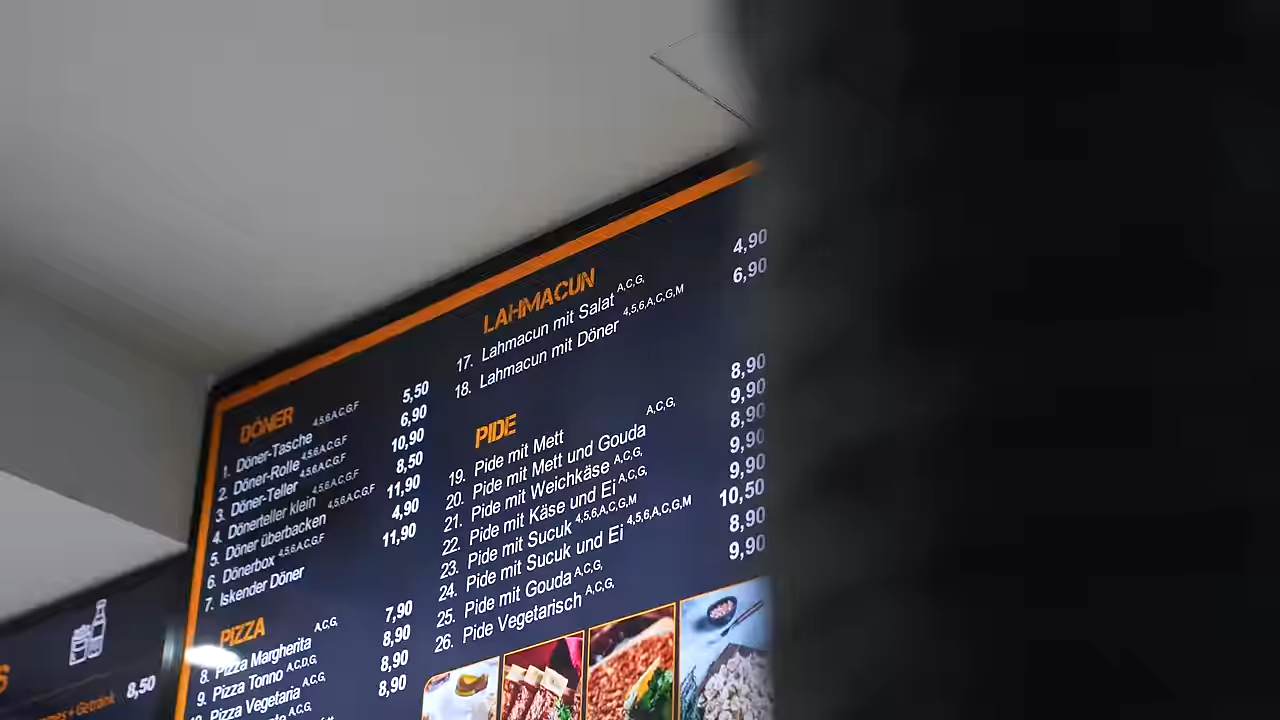 DÖNER
1. Döner-Tasche 4,5,6,A,C,G,F 5,50
2. Döner-Rolle 4,5,6,A,C,G,F 6,90
3. Döner-Teller 4,5,6,A,C,G,F 10,90
4. Dönerteller klein 4,5,6,A,C,G,F 8,50
5. Döner überbacken 4,5,6,A,C,G,F 11,90
6. Dönerbox 4,5,6,A,C,G,F 4,90
7. Iskender Döner 11,90
PIZZA
8. Pizza Margherita A,C,G, 7,90
9. Pizza Tonno A,C,D,G, 8,90
Pizza Vegetaria A,C,G, 8,90
A,C,G, 8,90
LAHMACUN
17. Lahmacun mit Salat A,C,G, 4,90
18. Lahmacun mit Döner 4,5,6,A,C,G,M 6,90
PIDE
19. Pide mit Mett 8,90
20. Pide mit Mett und Gouda A,C,G, 9,90
21. Pide mit Weichkäse A,C,G, 8,90
22. Pide mit Käse und Ei A,C,G, 9,90
23. Pide mit Sucuk 4,5,6,A,C,G,M 9,90
24. Pide mit Sucuk und Ei 4,5,6,A,C,G,M 10,50
25. Pide mit Gouda A,C,G, 8,90
26. Pide Vegetarisch A,C,G, 9,90
+ Getränk 8,50